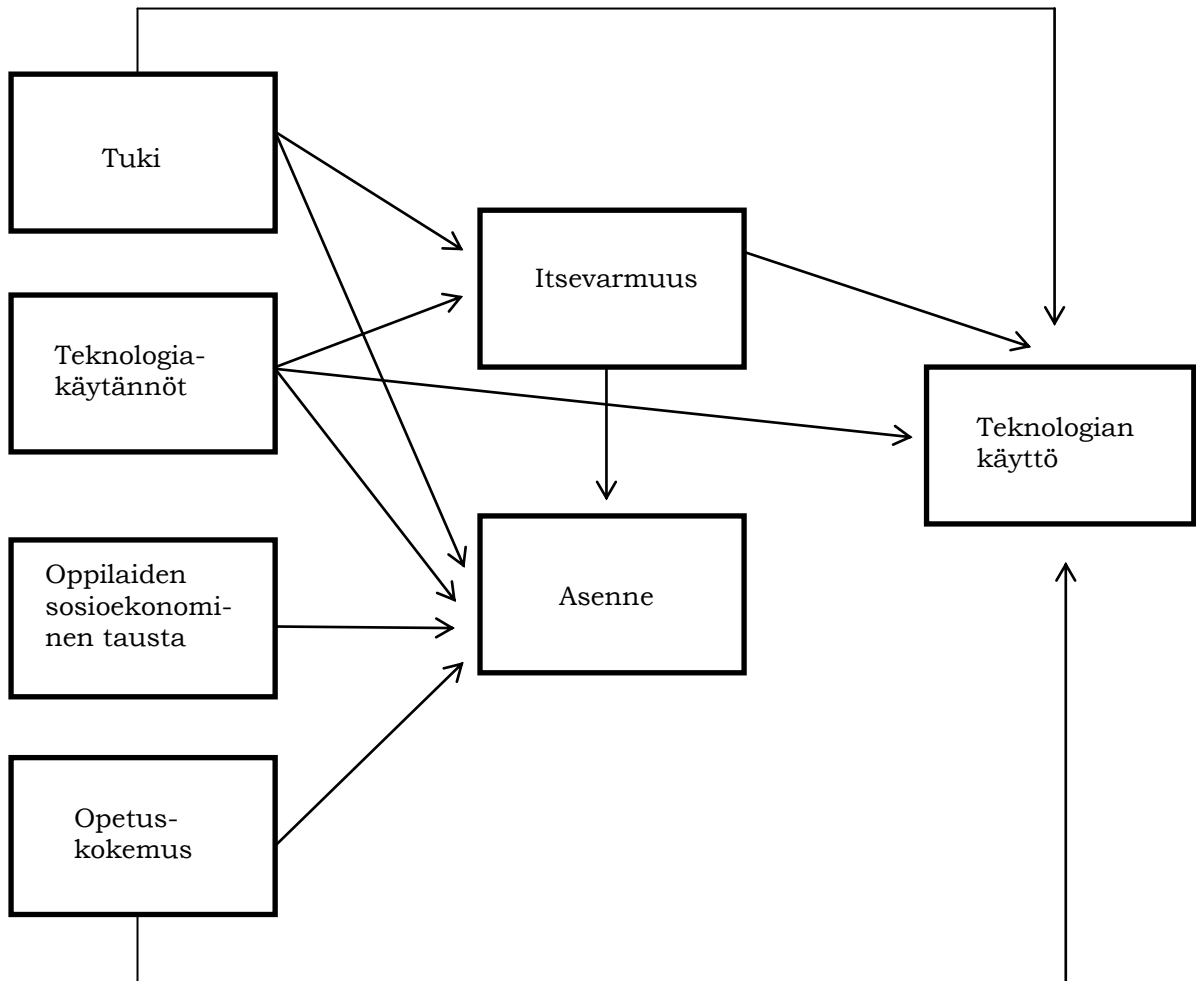 Tuki
Itsevarmuus
Teknologia-
käytännöt
Teknologian
käyttö
Oppilaiden
sosioekonomi-
nen tausta
Asenne
Opetus-
kokemus